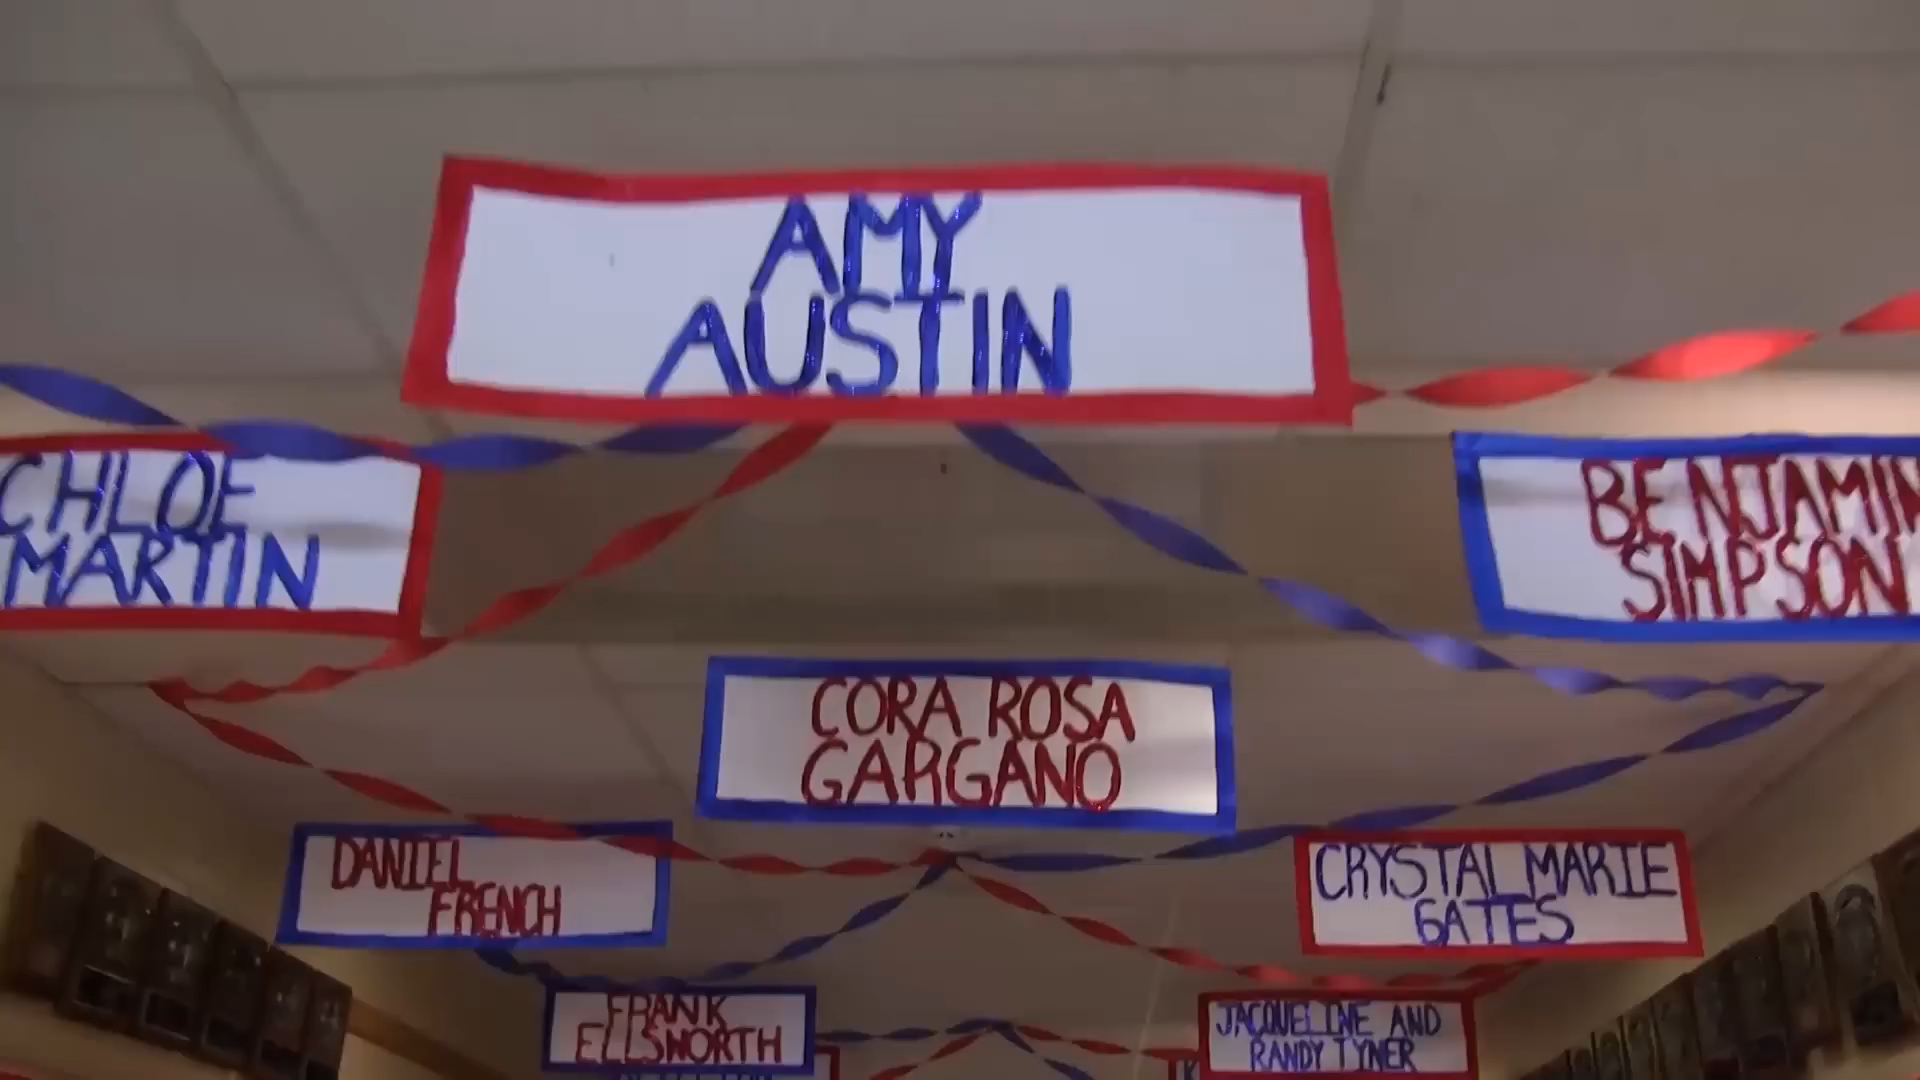 AMY
AUSTIN
CHLOE
MARTIN
BENJAMIN
SIMPSON
CORA ROSA
GARGANO
DANIEL
FRENCH
CRYSTAL MARIE
GATES
FRANK
ELLSWORTH
JACQUELINE AND
RANDY TYNER